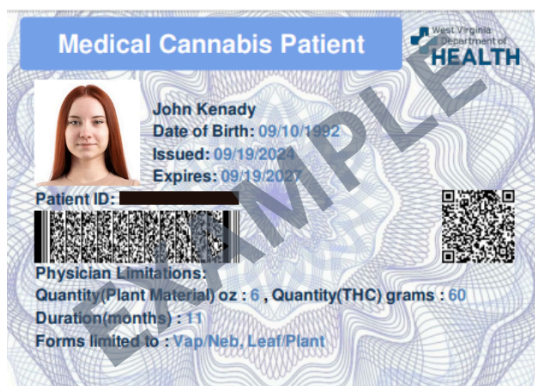 Medical Cannabis Patient
West Virginia
Department of
HEALTH
John Kenady
Date of Birth: 09/10/1992
Issued: 09/19/2024
Expires: 09/19/2027
Patient ID:
Physician Limitations:
Quantity(Plant Material) oz : 6 , Quantity(THC) grams : 60
Duration(months) : 11
Forms limited to : Vap/Neb, Leaf/Plant
EXAMPLE